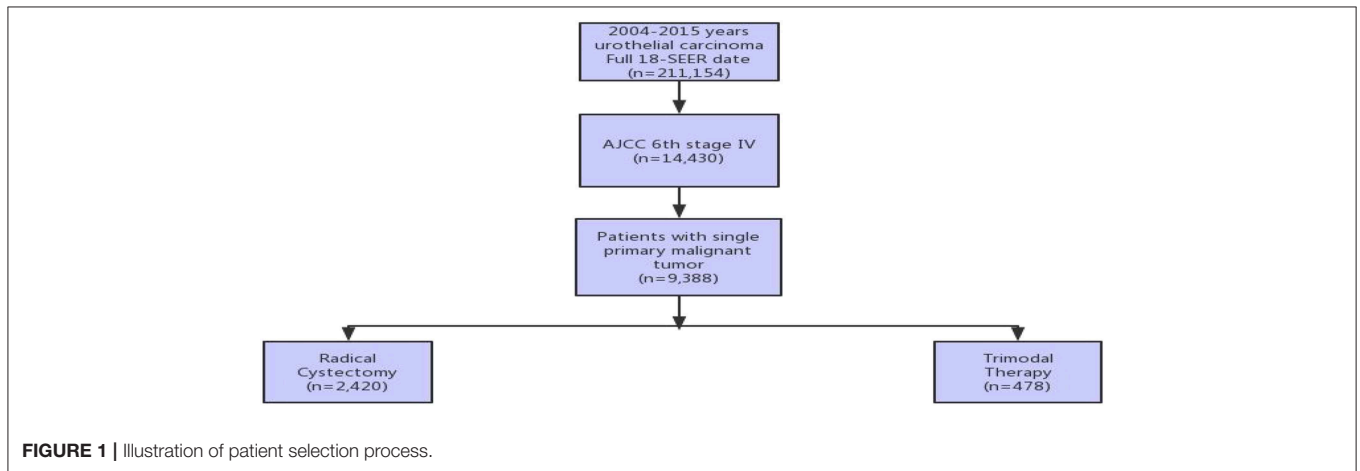 2004-2015 years
urothelial carcinoma
Full 18-SEER date
(n=211,154)
AJCC 6th stage IV
(n=14,430)
Patients with single
primary malignant
tumor
(n=9,388)
Radical
Cystectomy
(n=2,420)
Trimodal
Therapy
(n=478)
FIGURE 1 | Illustration of patient selection process.